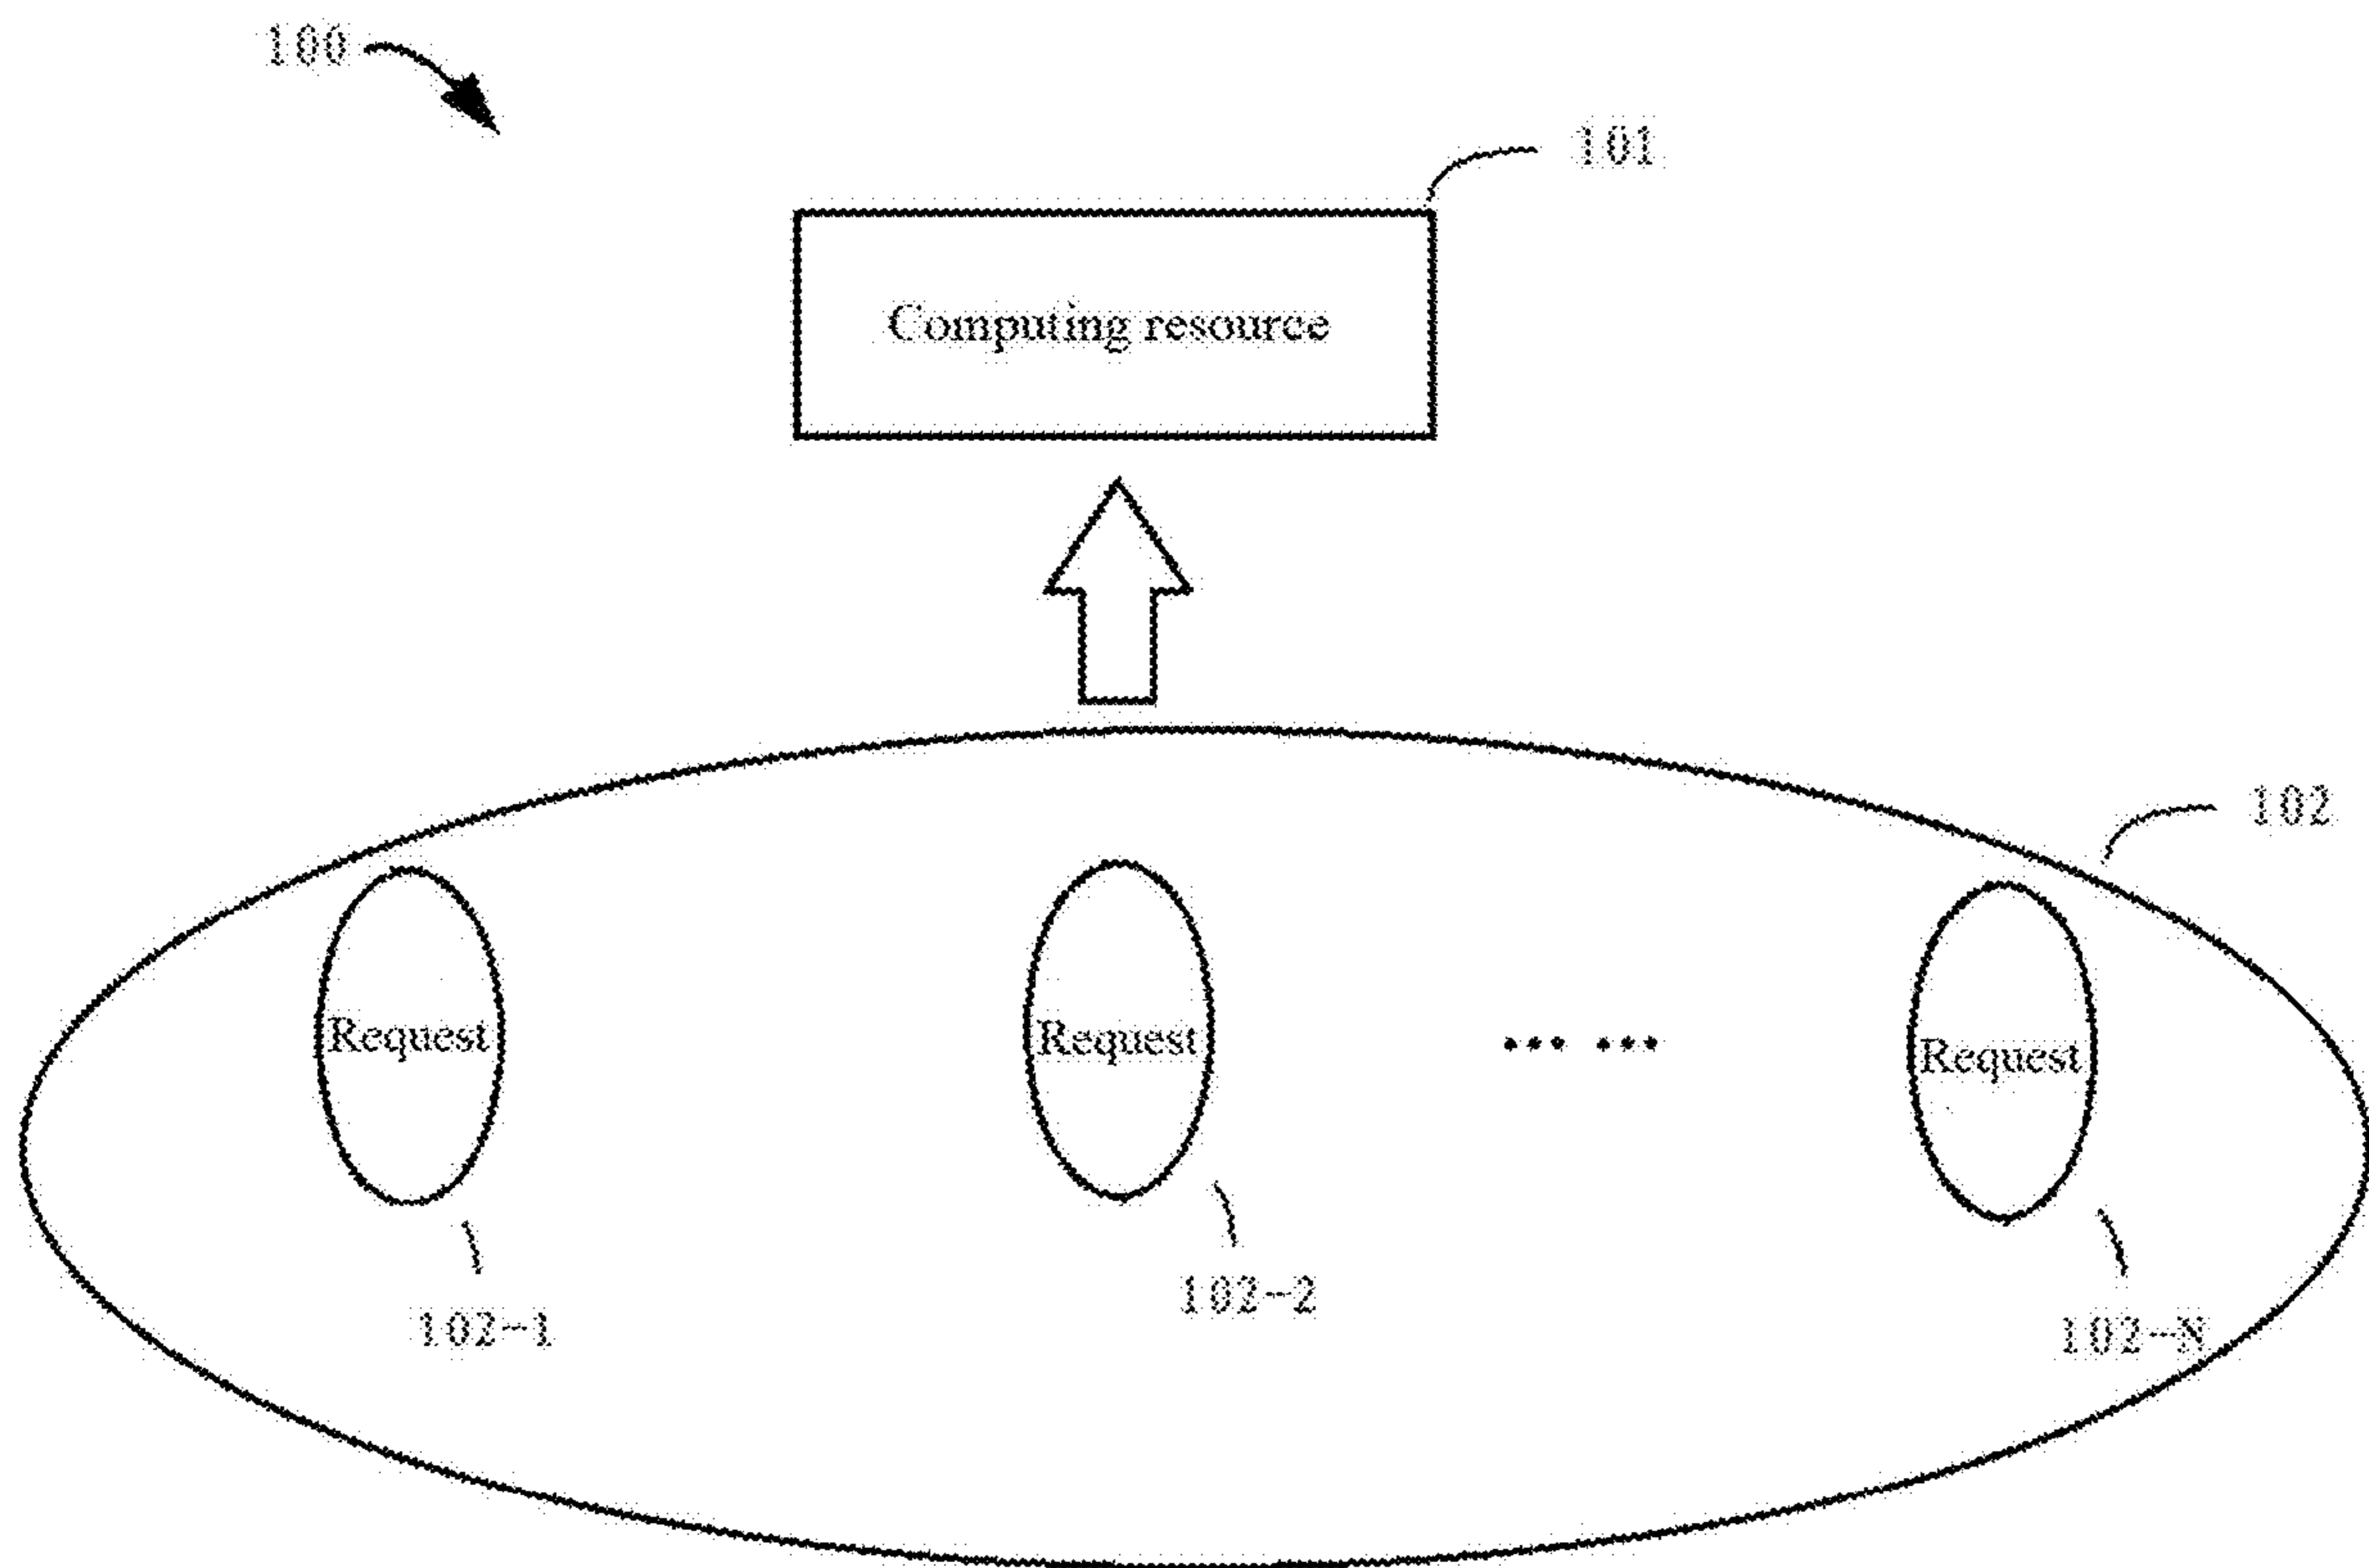 100
101
Computing resource
102
Request
Request
... ...
Request
102-1
102-2
102-N